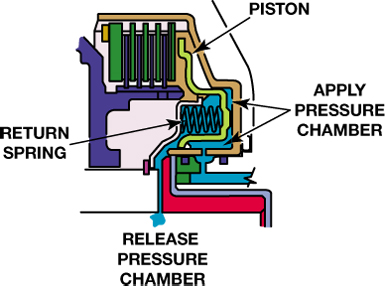 PISTON
APPLY
PRESSURE
CHAMBER
RETURN
SPRING
RELEASE
PRESSURE
CHAMBER